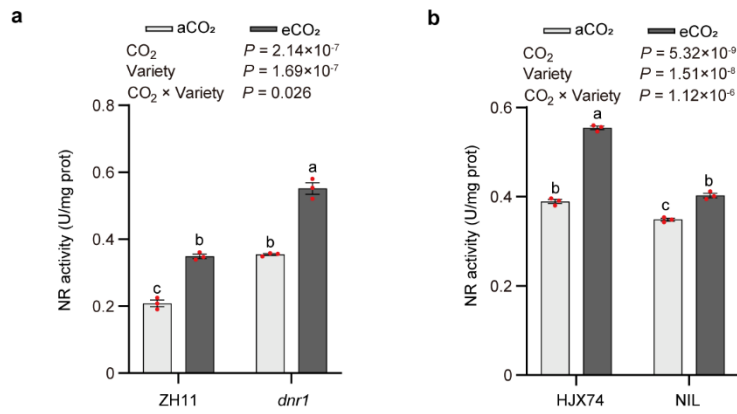 a
aCO₂ eCO₂
CO₂ P = 2.14×10⁻⁷
Variety P = 1.69×10⁻⁷
CO₂ × Variety P = 0.026
NR activity (U/mg prot)
0.8
0.6
0.4
0.2
0
c
b
b
a
ZH11 dnr1
b
aCO₂ eCO₂
CO₂ P = 5.32×10⁻⁹
Variety P = 1.51×10⁻⁸
CO₂ × Variety P = 1.12×10⁻⁶
NR activity (U/mg prot)
0.6
0.4
0.2
0
b
a
c
b
HJX74 NIL